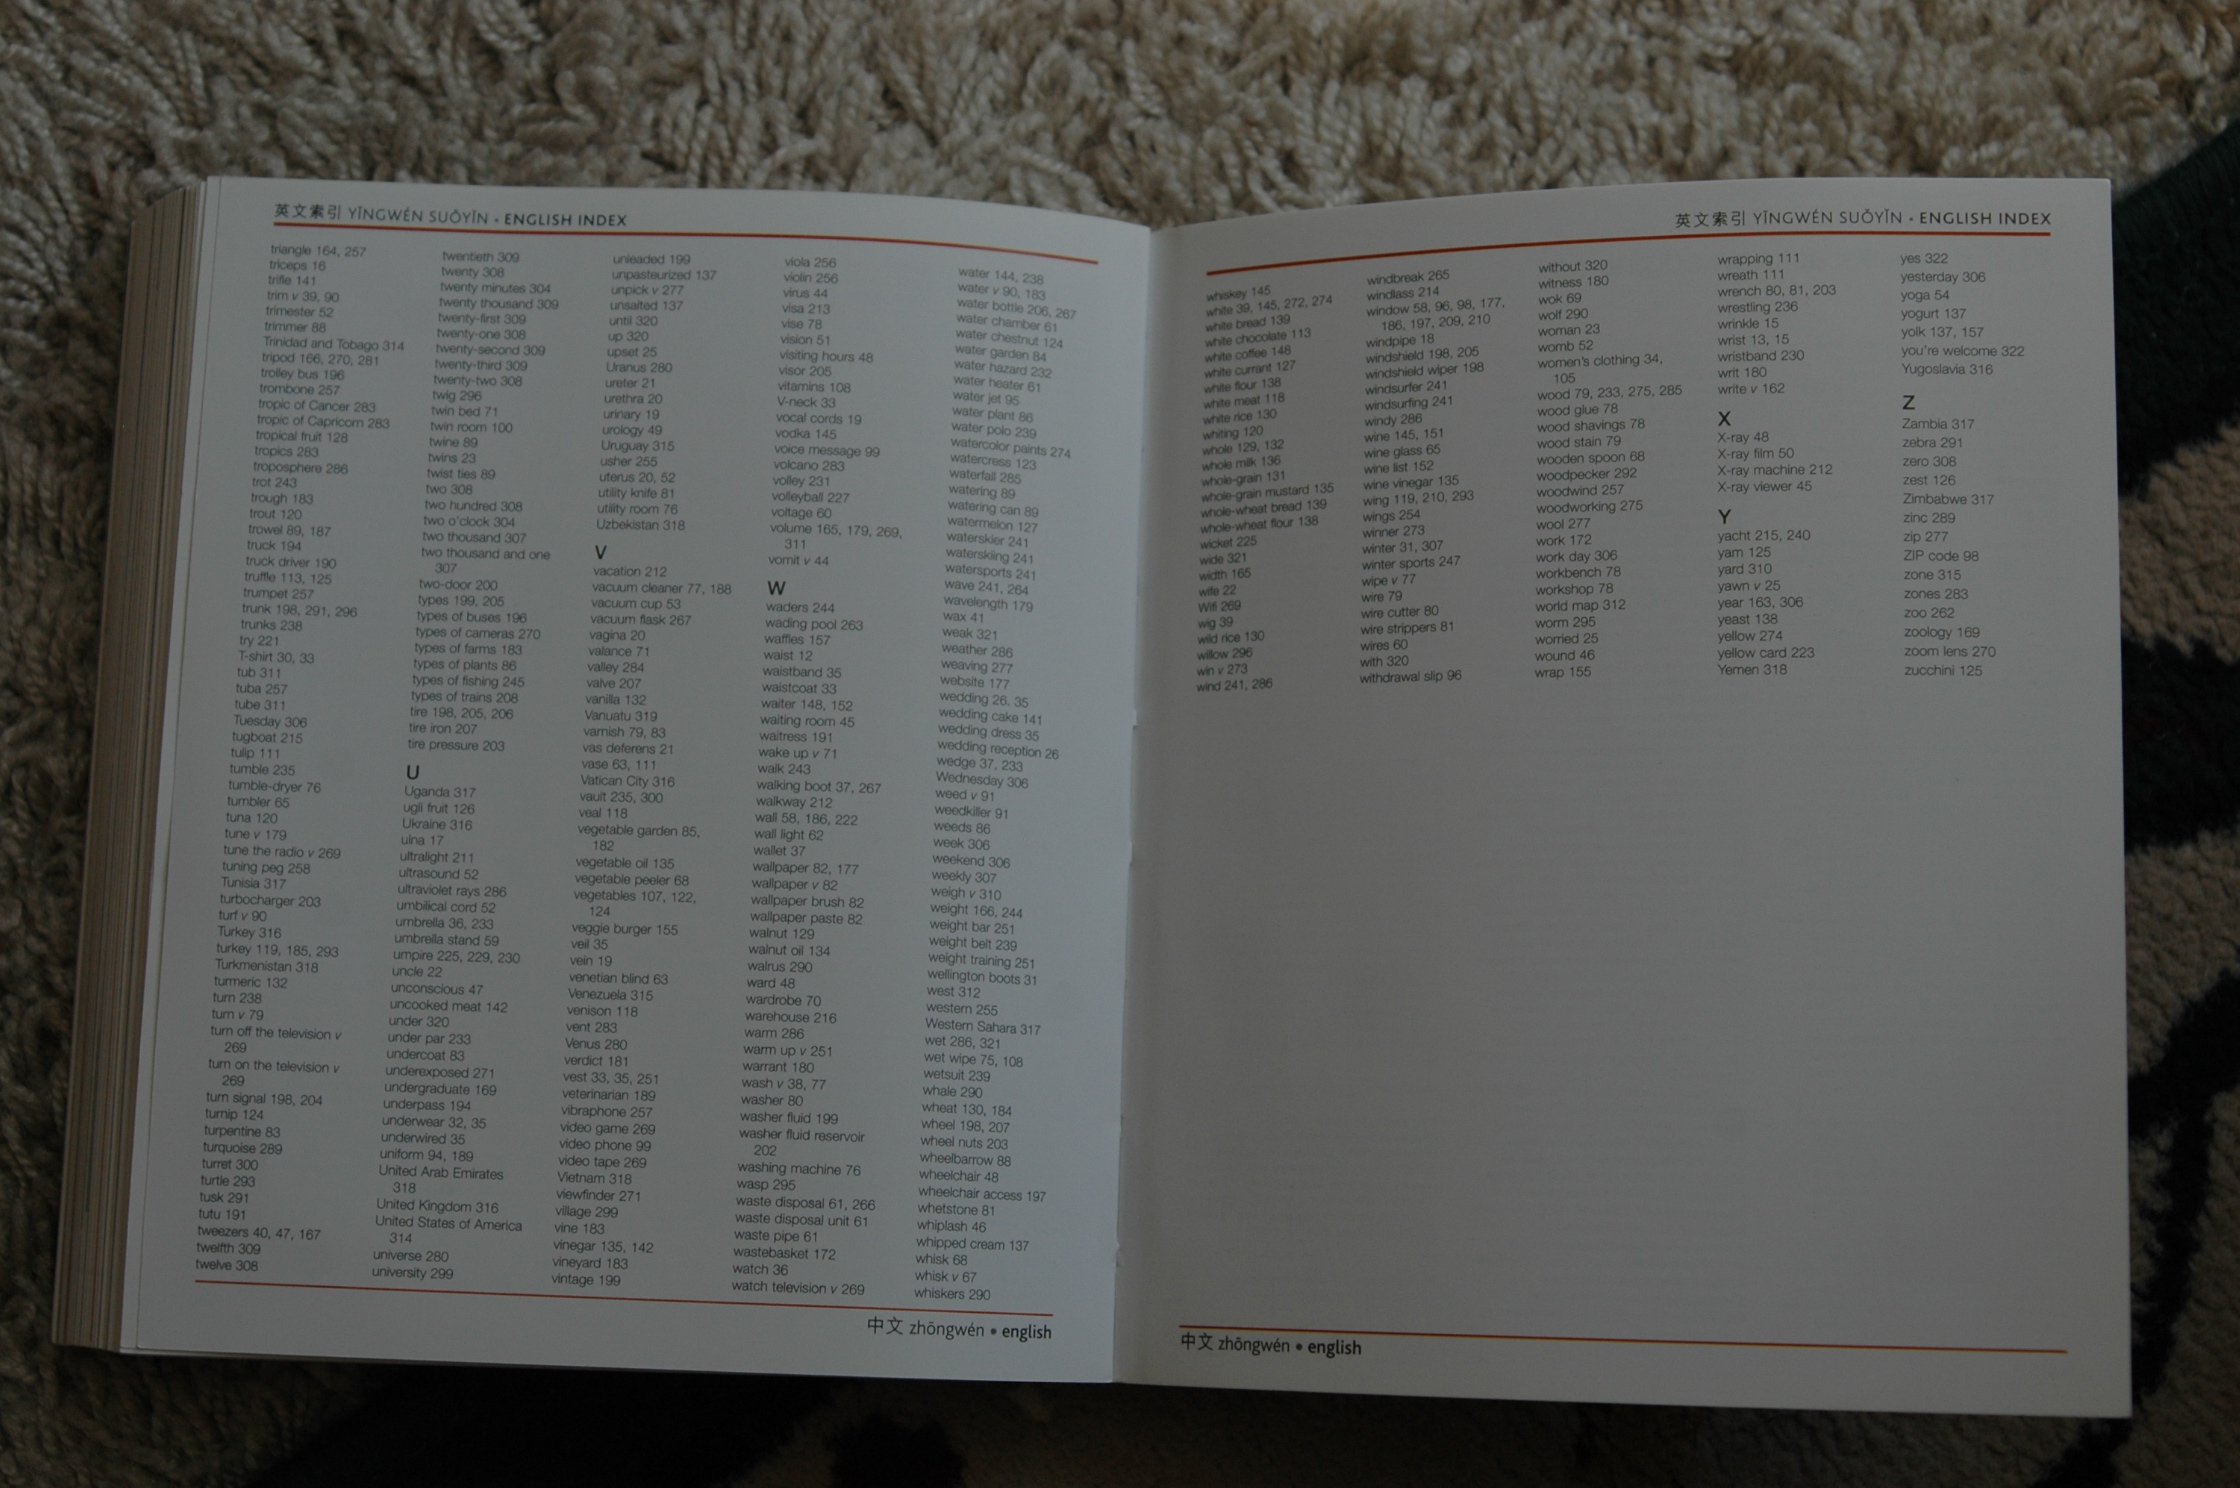 英文索引 YĪNGWÉN SUǑYǏN • ENGLISH INDEX
triangle 164, 257
triceps 16
trifle 141
trim v 39, 90
trimester 52
trimmer 88
Trinidad and Tobago 314
tripod 166, 270, 281
trolley bus 196
trombone 257
tropic of Cancer 283
tropic of Capricorn 283
tropical fruit 128
tropics 283
troposphere 286
trot 243
trough 183
trout 120
trowel 89, 187
truck 194
truck driver 190
truffle 113, 125
trumpet 257
trunk 198, 291, 296
trunks 238
try 221
T-shirt 30, 33
tub 311
tuba 257
tube 311
Tuesday 306
tugboat 215
tulip 111
tumble 235
tumble-dryer 76
tumbler 65
tuna 120
tune v 179
tune the radio v 269
tuning peg 258
Tunisia 317
turbocharger 203
turf v 90
Turkey 316
turkey 119, 185, 293
Turkmenistan 318
turmeric 132
turn 238
turn v 79
turn off the television v
269
turn on the television v
269
turn signal 198, 204
turnip 124
turpentine 83
turquoise 289
turret 300
turtle 293
tusk 291
tutu 191
tweezers 40, 47, 167
twelfth 309
twelve 308
twentieth 309
twenty 308
twenty minutes 304
twenty thousand 309
twenty-first 309
twenty-one 308
twenty-second 309
twenty-third 309
twenty-two 308
twig 296
twin bed 71
twin room 100
twine 89
twins 23
twist ties 89
two 308
two hundred 308
two o'clock 304
two thousand 307
two thousand and one
307
two-door 200
types 199, 205
types of buses 196
types of cameras 270
types of farms 183
types of plants 86
types of fishing 245
types of trains 208
tire 198, 205, 206
tire iron 207
tire pressure 203
U
Uganda 317
ugli fruit 126
Ukraine 316
ulna 17
ultralight 211
ultrasound 52
ultraviolet rays 286
umbilical cord 52
umbrella 36, 233
umbrella stand 59
umpire 225, 229, 230
uncle 22
unconscious 47
uncooked meat 142
under 320
under par 233
undercoat 83
underexposed 271
undergraduate 169
underpass 194
underwear 32, 35
underwired 35
uniform 94, 189
United Arab Emirates
318
United Kingdom 316
United States of America
314
universe 280
university 299
unleaded 199
unpasteurized 137
unpick v 277
unsalted 137
until 320
up 320
upset 25
Uranus 280
ureter 21
urethra 20
urinary 19
urology 49
Uruguay 315
usher 255
uterus 20, 52
utility knife 81
utility room 76
Uzbekistan 318
V
vacation 212
vacuum cleaner 77, 188
vacuum cup 53
vacuum flask 267
vagina 20
valance 71
valley 284
valve 207
vanilla 132
Vanuatu 319
varnish 79, 83
vas deferens 21
vase 63, 111
Vatican City 316
vault 235, 300
veal 118
vegetable garden 85,
182
vegetable oil 135
vegetable peeler 68
vegetables 107, 122,
124
veggie burger 155
veil 35
vein 19
venetian blind 63
Venezuela 315
venison 118
vent 283
Venus 280
verdict 181
vest 33, 35, 251
veterinarian 189
vibraphone 257
video game 269
video phone 99
video tape 269
Vietnam 318
viewfinder 271
village 299
vine 183
vinegar 135, 142
vineyard 183
vintage 199
viola 256
violin 256
virus 44
visa 213
vise 78
vision 51
visiting hours 48
visor 205
vitamins 108
V-neck 33
vocal cords 19
vodka 145
voice message 99
volcano 283
volley 231
volleyball 227
voltage 60
volume 165, 179, 269,
311
vomit v 44
W
waders 244
wading pool 263
waffles 157
waist 12
waistband 35
waistcoat 33
waiter 148, 152
waiting room 45
waitress 191
wake up v 71
walk 243
walking boot 37, 267
walkway 212
wall 58, 186, 222
wall light 62
wallet 37
wallpaper 82, 177
wallpaper v 82
wallpaper brush 82
wallpaper paste 82
walnut 129
walnut oil 134
walrus 290
ward 48
wardrobe 70
warehouse 216
warm 286
warm up v 251
warrant 180
wash v 38, 77
washer 80
washer fluid 199
washer fluid reservoir
202
washing machine 76
wasp 295
waste disposal 61, 266
waste disposal unit 61
waste pipe 61
wastebasket 172
watch 36
watch television v 269
water 144, 238
water v 90, 183
water bottle 206, 267
water chamber 61
water chestnut 124
water garden 84
water hazard 232
water heater 61
water jet 95
water plant 86
water polo 239
watercolor paints 274
watercress 123
waterfall 285
watering 89
watering can 89
watermelon 127
waterskier 241
waterskiing 241
watersports 241
wave 241, 264
wavelength 179
wax 41
weak 321
weather 286
weaving 277
website 177
wedding 26, 35
wedding cake 141
wedding dress 35
wedding reception 26
wedge 37, 233
Wednesday 306
weed v 91
weedkiller 91
weeds 86
week 306
weekend 306
weekly 307
weigh v 310
weight 166, 244
weight bar 251
weight belt 239
weight training 251
wellington boots 31
west 312
western 255
Western Sahara 317
wet 286, 321
wet wipe 75, 108
wetsuit 239
whale 290
wheat 130, 184
wheel 198, 207
wheel nuts 203
wheelbarrow 88
wheelchair 48
wheelchair access 197
whetstone 81
whiplash 46
whipped cream 137
whisk 68
whisk v 67
whiskers 290
中文 zhōngwén • english
英文索引 YĪNGWÉN SUǑYǏN • ENGLISH INDEX
whiskey 145
white 39, 145, 272, 274
white bread 139
white chocolate 113
white coffee 148
white currant 127
white flour 138
white meat 118
white rice 130
whiting 120
whole 129, 132
whole milk 136
whole-grain 131
whole-grain mustard 135
whole-wheat bread 139
whole-wheat flour 138
wicket 225
wide 321
width 165
wife 22
Wifi 269
wig 39
wild rice 130
willow 296
win v 273
wind 241, 286
windbreak 265
windlass 214
window 58, 96, 98, 177,
186, 197, 209, 210
windpipe 18
windshield 198, 205
windshield wiper 198
windsurfer 241
windsurfing 241
windy 286
wine 145, 151
wine glass 65
wine list 152
wine vinegar 135
wing 119, 210, 293
wings 254
winner 273
winter 31, 307
winter sports 247
wipe v 77
wire 79
wire cutter 80
wire strippers 81
wires 60
with 320
withdrawal slip 96
without 320
witness 180
wok 69
wolf 290
woman 23
womb 52
women's clothing 34,
105
wood 79, 233, 275, 285
wood glue 78
wood shavings 78
wood stain 79
wooden spoon 68
woodpecker 292
woodwind 257
woodworking 275
wool 277
work 172
work day 306
workbench 78
workshop 78
world map 312
worm 295
worried 25
wound 46
wrap 155
wrapping 111
wreath 111
wrench 80, 81, 203
wrestling 236
wrinkle 15
wrist 13, 15
wristband 230
writ 180
write v 162
X
X-ray 48
X-ray film 50
X-ray machine 212
X-ray viewer 45
Y
yacht 215, 240
yam 125
yard 310
yawn v 25
year 163, 306
yeast 138
yellow 274
yellow card 223
Yemen 318
yes 322
yesterday 306
yoga 54
yogurt 137
yolk 137, 157
you're welcome 322
Yugoslavia 316
Z
Zambia 317
zebra 291
zero 308
zest 126
Zimbabwe 317
zinc 289
zip 277
ZIP code 98
zone 315
zones 283
zoo 262
zoology 169
zoom lens 270
zucchini 125
中文 zhōngwén • english